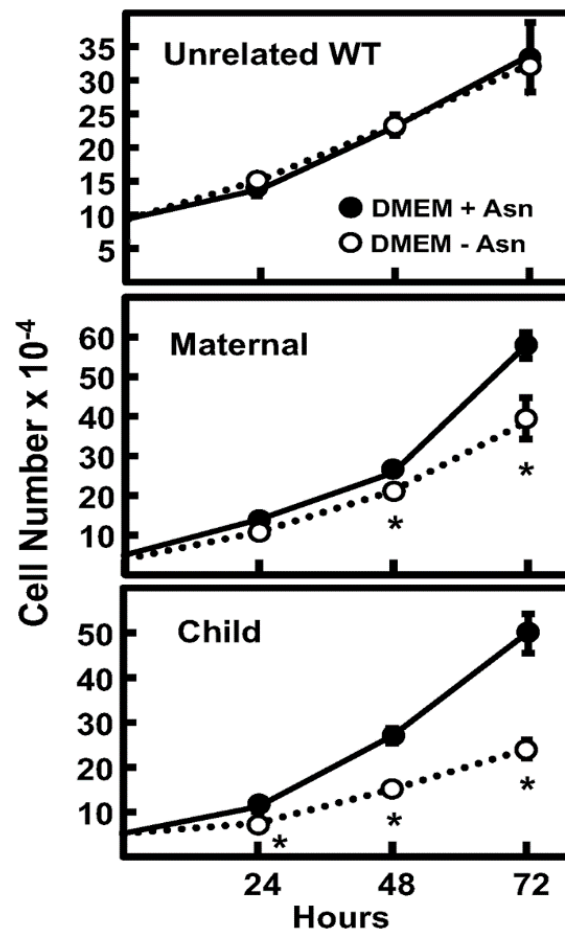 Cell Number x 10-4
35
30
25
20
15
10
5
Unrelated WT
DMEM + Asn
DMEM - Asn
60
50
40
30
20
10
Maternal
*
*
50
40
30
20
10
Child
*
*
*
24 48 72
Hours